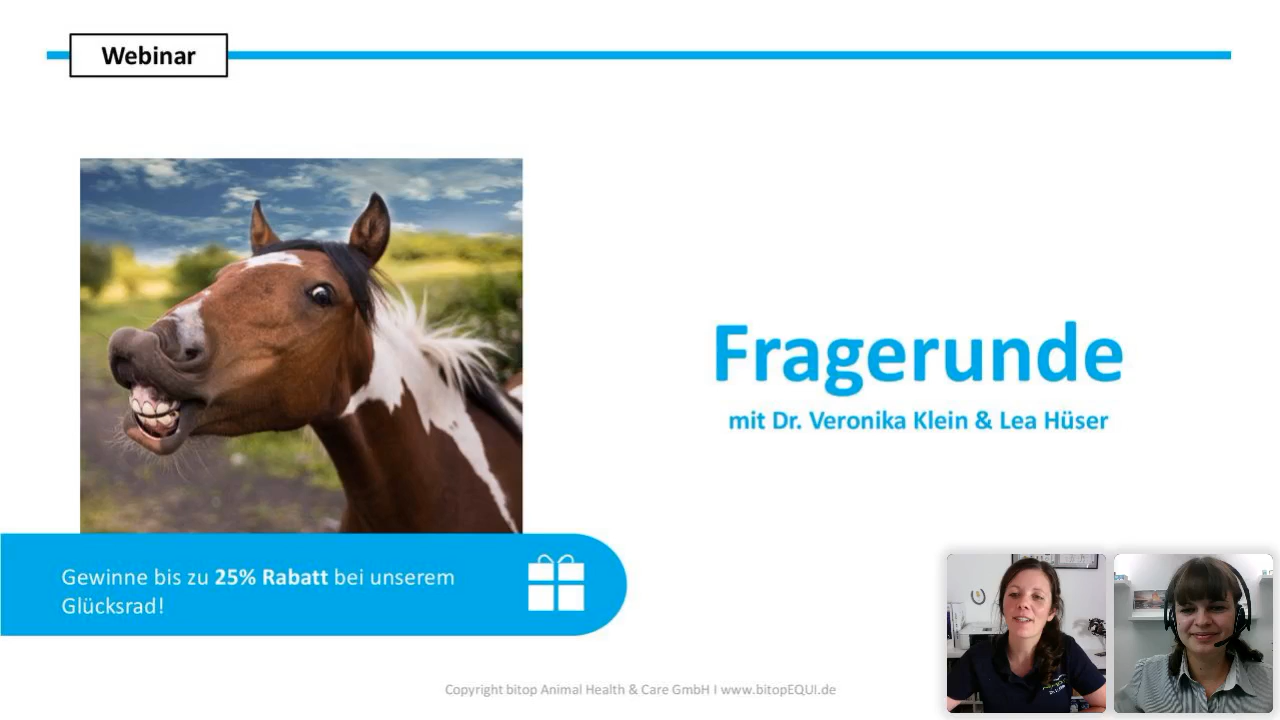 Webinar
Fragerunde
mit Dr. Veronika Klein & Lea Hüser
Gewinne bis zu 25% Rabatt bei unserem
Glücksrad!
Copyright bitop Animal Health & Care GmbH I www.bitopEQUI.de